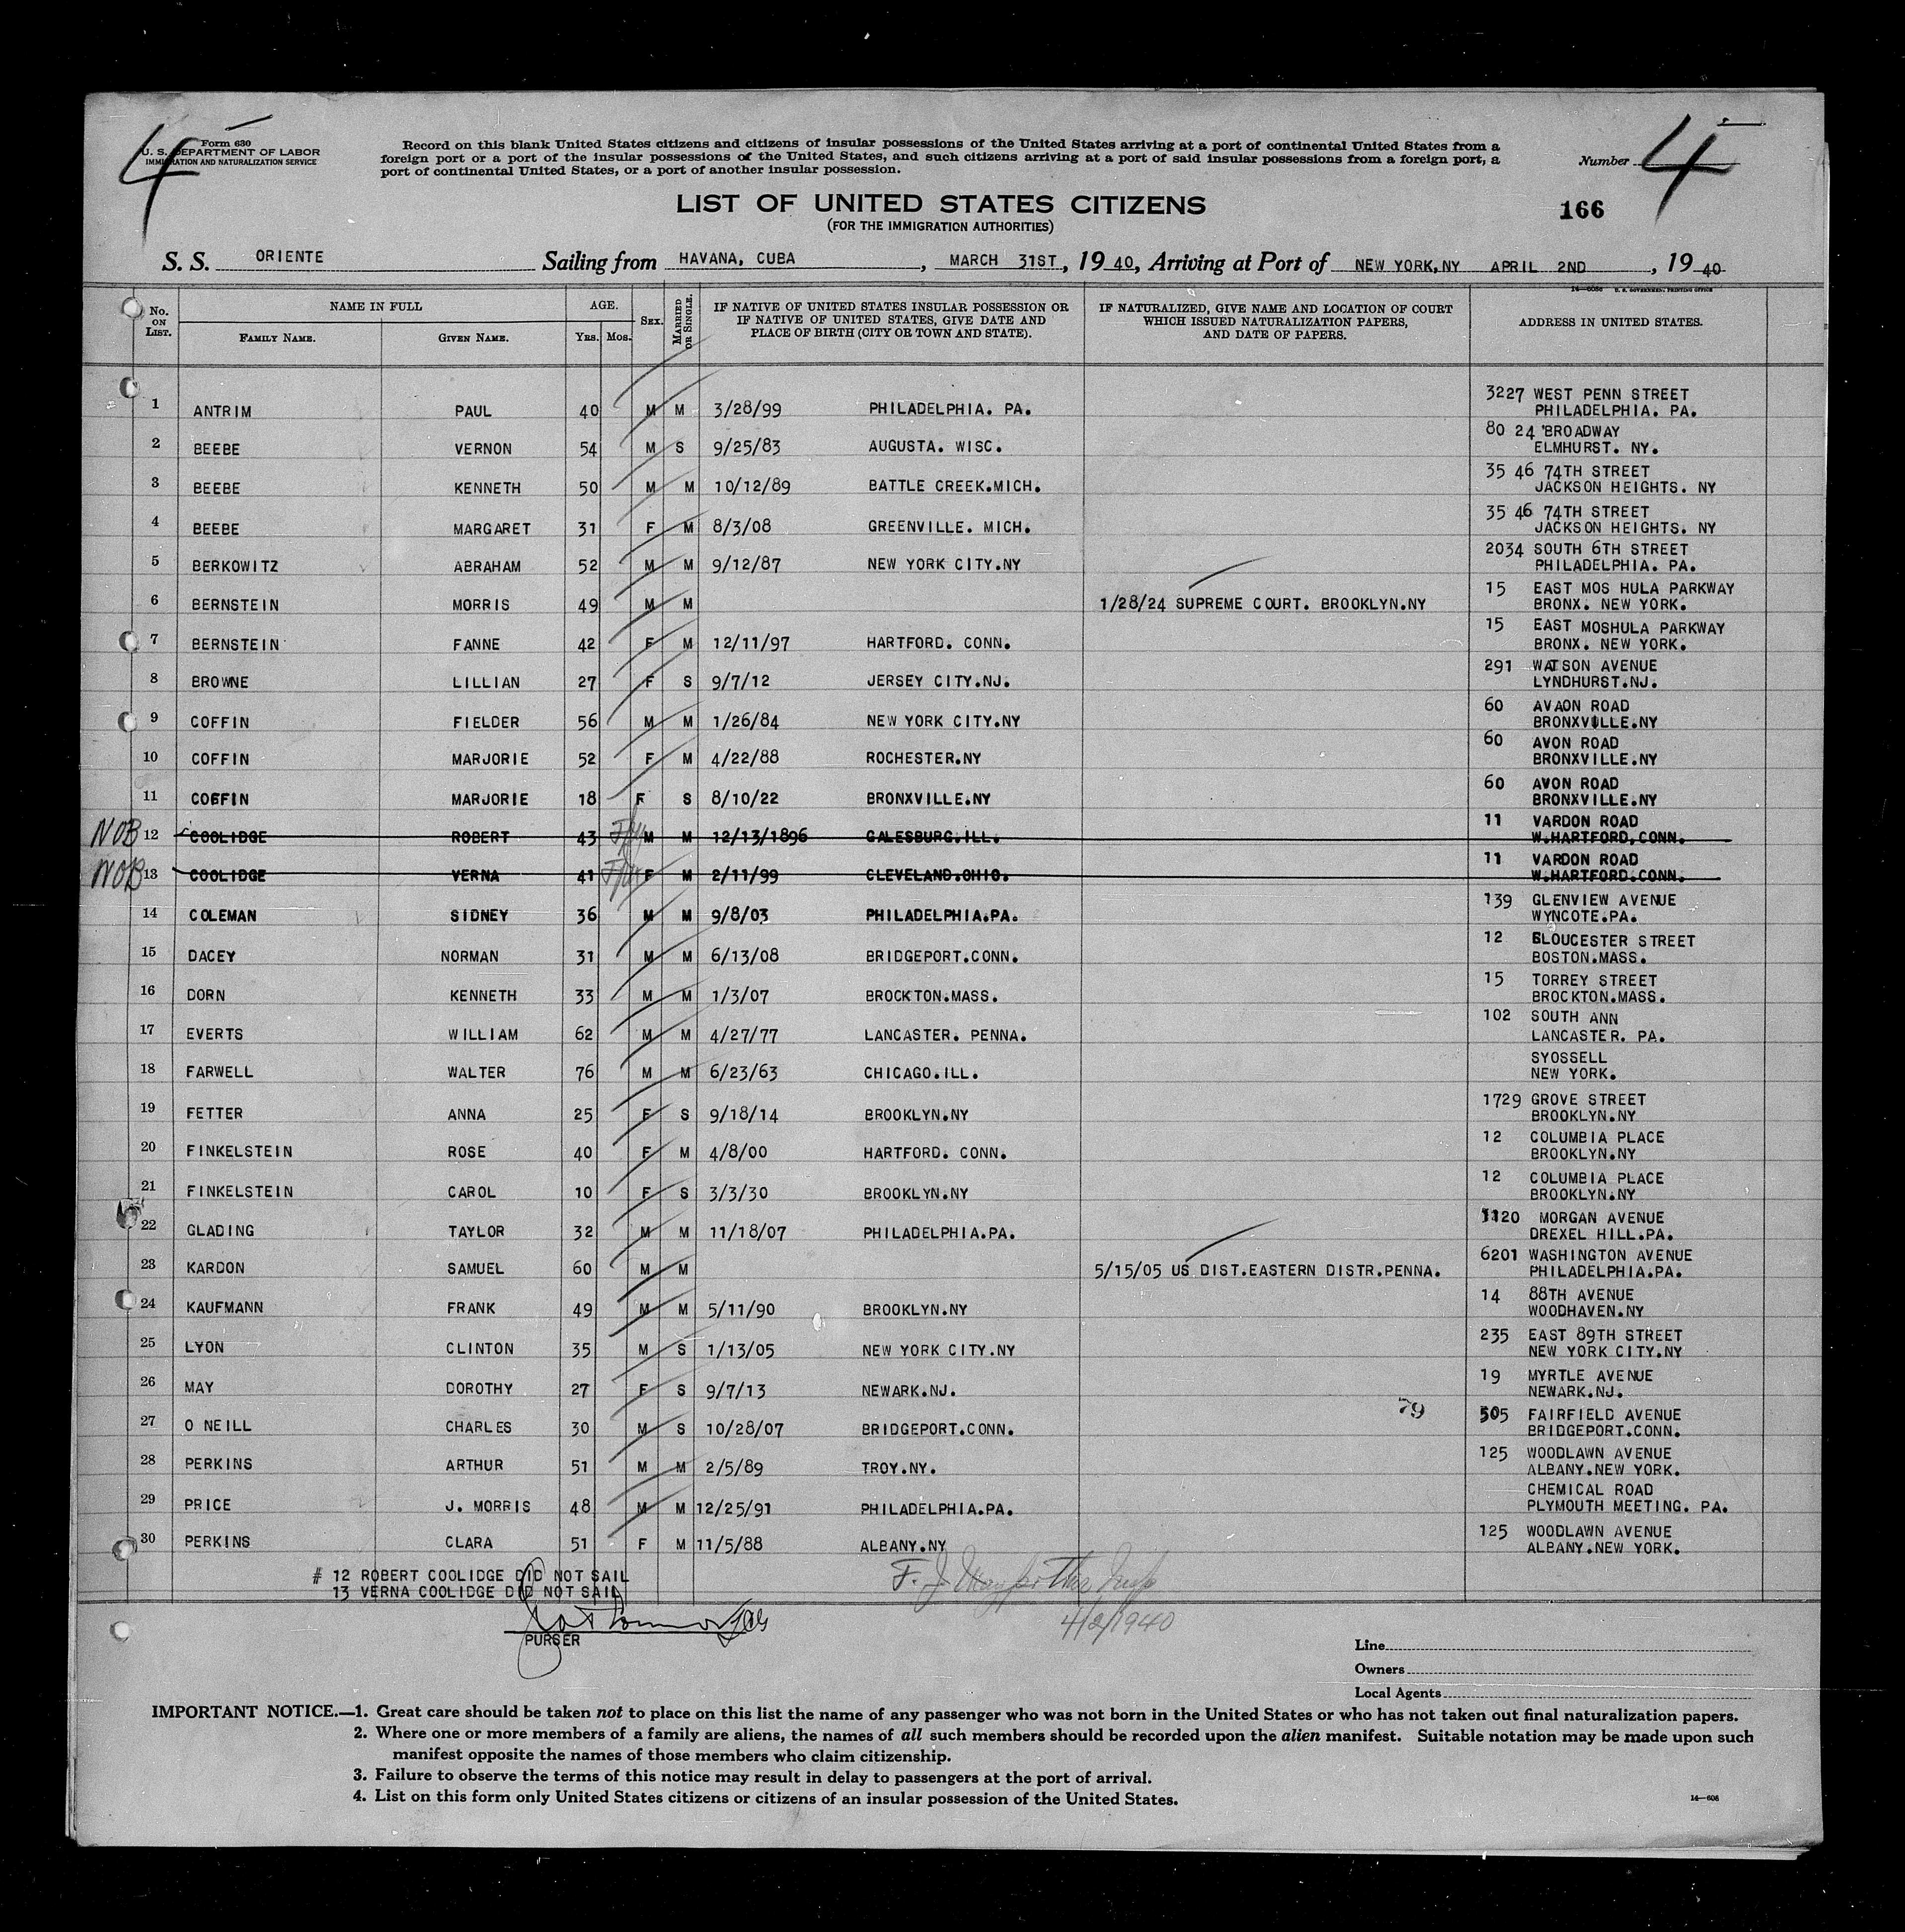 4
4
Form 630
U. S. DEPARTMENT OF LABOR
IMMIGRATION AND NATURALIZATION SERVICE
Record on this blank United States citizens and citizens of insular possessions of the United States arriving at a port of continental United States from a
foreign port or a port of the insular possessions of the United States, and such citizens arriving at a port of said insular possessions from a foreign port, a
port of continental United States, or a port of another insular possession.
Number
LIST OF UNITED STATES CITIZENS
(FOR THE IMMIGRATION AUTHORITIES)
166
S. S. ORIENTE Sailing from HAVANA, CUBA, MARCH 31ST, 19 40, Arriving at Port of NEW YORK,NY APRIL 2ND, 19 40
14—606c U. S. GOVERNMENT PRINTING OFFICE
No. ON LIST.
NAME IN FULL
FAMILY NAME. GIVEN NAME.
AGE.
YRS. MOS.
SEX.
MARRIED OR SINGLE.
IF NATIVE OF UNITED STATES INSULAR POSSESSION OR
IF NATIVE OF UNITED STATES, GIVE DATE AND
PLACE OF BIRTH (CITY OR TOWN AND STATE).
IF NATURALIZED, GIVE NAME AND LOCATION OF COURT
WHICH ISSUED NATURALIZATION PAPERS,
AND DATE OF PAPERS.
ADDRESS IN UNITED STATES.
1 ANTRIM PAUL 40 M M 3/28/99 PHILADELPHIA. PA. 3227 WEST PENN STREET
PHILADELPHIA. PA.
2 BEEBE VERNON 54 M S 9/25/83 AUGUSTA. WISC. 80 24 BROADWAY
ELMHURST. NY.
3 BEEBE KENNETH 50 M M 10/12/89 BATTLE CREEK.MICH. 35 46 74TH STREET
JACKSON HEIGHTS. NY
4 BEEBE MARGARET 31 F M 8/3/08 GREENVILLE. MICH. 35 46 74TH STREET
JACKSON HEIGHTS. NY
5 BERKOWITZ ABRAHAM 52 M M 9/12/87 NEW YORK CITY.NY 2034 SOUTH 6TH STREET
PHILADELPHIA. PA.
6 BERNSTEIN MORRIS 49 M M 1/28/24 SUPREME COURT. BROOKLYN.NY 15 EAST MOS HULA PARKWAY
BRONX. NEW YORK.
7 BERNSTEIN FANNE 42 F M 12/11/97 HARTFORD. CONN. 15 EAST MOSHULA PARKWAY
BRONX. NEW YORK.
8 BROWNE LILLIAN 27 F S 9/7/12 JERSEY CITY.NJ. 291 WATSON AVENUE
LYNDHURST.NJ.
9 COFFIN FIELDER 56 M M 1/26/84 NEW YORK CITY.NY 60 AVAON ROAD
BRONXVILLE.NY
10 COFFIN MARJORIE 52 F M 4/22/88 ROCHESTER.NY 60 AVON ROAD
BRONXVILLE.NY
11 COFFIN MARJORIE 18 F S 8/10/22 BRONXVILLE.NY 60 AVON ROAD
BRONXVILLE.NY
NOB 12 COOLIDGE ROBERT 43 M M 12/13/1896 GALESBURG.ILL. 11 VARDON ROAD
W.HARTFORD.CONN.
NOB 13 COOLIDGE VERNA 41 F M 2/11/99 CLEVELAND.OHIO. 11 VARDON ROAD
W.HARTFORD.CONN.
14 COLEMAN SIDNEY 36 M M 9/8/03 PHILADELPHIA.PA. 139 GLENVIEW AVENUE
WYNCOTE.PA.
15 DACEY NORMAN 31 M M 6/13/08 BRIDGEPORT.CONN. 12 GLOUCESTER STREET
BOSTON.MASS.
16 DORN KENNETH 33 M M 1/3/07 BROCKTON.MASS. 15 TORREY STREET
BROCKTON.MASS.
17 EVERTS WILLIAM 62 M M 4/27/77 LANCASTER. PENNA. 102 SOUTH ANN
LANCASTER. PA.
18 FARWELL WALTER 76 M M 6/23/63 CHICAGO.ILL. SYOSSELL
NEW YORK.
19 FETTER ANNA 25 F S 9/18/14 BROOKLYN.NY 1729 GROVE STREET
BROOKLYN.NY
20 FINKELSTEIN ROSE 40 F M 4/8/00 HARTFORD. CONN. 12 COLUMBIA PLACE
BROOKLYN.NY
21 FINKELSTEIN CAROL 10 F S 3/3/30 BROOKLYN.NY 12 COLUMBIA PLACE
BROOKLYN.NY
22 GLADING TAYLOR 32 M M 11/18/07 PHILADELPHIA.PA. 1120 MORGAN AVENUE
DREXEL HILL.PA.
23 KARDON SAMUEL 60 M M 5/15/05 US DIST.EASTERN DISTR.PENNA. 6201 WASHINGTON AVENUE
PHILADELPHIA.PA.
24 KAUFMANN FRANK 49 M M 5/11/90 BROOKLYN.NY 14 88TH AVENUE
WOODHAVEN.NY
25 LYON CLINTON 35 M S 1/13/05 NEW YORK CITY.NY 235 EAST 89TH STREET
NEW YORK CITY.NY
26 MAY DOROTHY 27 F S 9/7/13 NEWARK.NJ. 19 MYRTLE AVENUE
NEWARK.NJ.
79
27 O NEILL CHARLES 30 M S 10/28/07 BRIDGEPORT.CONN. 505 FAIRFIELD AVENUE
BRIDGEPORT.CONN.
28 PERKINS ARTHUR 51 M M 2/5/89 TROY.NY. 125 WOODLAWN AVENUE
ALBANY.NEW YORK.
29 PRICE J. MORRIS 48 M M 12/25/91 PHILADELPHIA.PA. CHEMICAL ROAD
PLYMOUTH MEETING. PA.
30 PERKINS CLARA 51 F M 11/5/88 ALBANY.NY 125 WOODLAWN AVENUE
ALBANY.NEW YORK.
# 12 ROBERT COOLIDGE DID NOT SAIL
13 VERNA COOLIDGE DID NOT SAIL
F. J.
4/2/1940
PURSER
Line
Owners
Local Agents
IMPORTANT NOTICE.—1. Great care should be taken not to place on this list the name of any passenger who was not born in the United States or who has not taken out final naturalization papers.
2. Where one or more members of a family are aliens, the names of all such members should be recorded upon the alien manifest. Suitable notation may be made upon such
manifest opposite the names of those members who claim citizenship.
3. Failure to observe the terms of this notice may result in delay to passengers at the port of arrival.
4. List on this form only United States citizens or citizens of an insular possession of the United States.
14—606